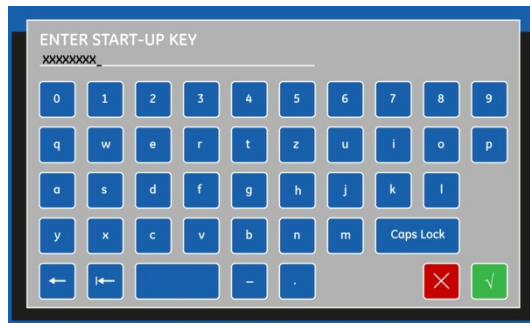 ENTER START-UP KEY
XXXXXXXX_
0 1 2 3 4 5 6 7 8 9
q w e r t z u i o p
a s d f g h j k l
y x c v b n m Caps Lock
← |← - . X √